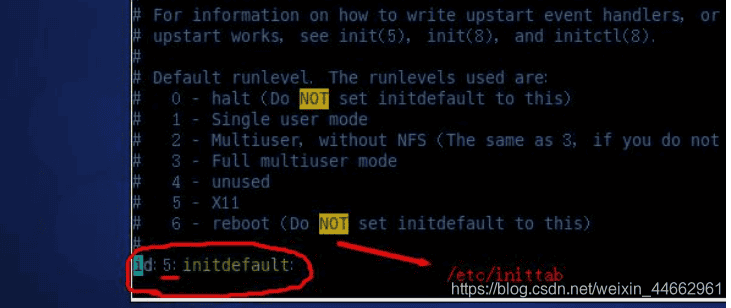 # For information on how to write upstart event handlers, or
# upstart works, see init(5), init(8), and initctl(8).
#
# Default runlevel. The runlevels used are:
#   0 - halt (Do NOT set initdefault to this)
#   1 - Single user mode
#   2 - Multiuser, without NFS (The same as 3, if you do not
#   3 - Full multiuser mode
#   4 - unused
#   5 - X11
#   6 - reboot (Do NOT set initdefault to this)
#
id:5:initdefault:
/etc/inittab
https://blog.csdn.net/weixin_44662961